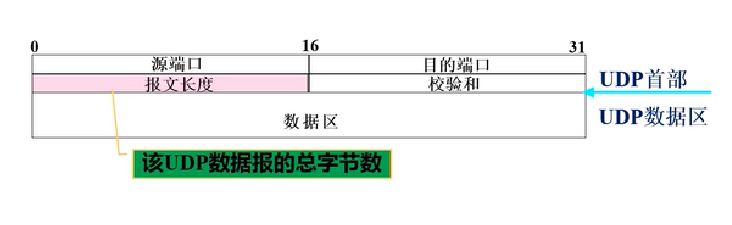 0 16 31
源端口 目的端口
报文长度 校验和
UDP首部
数据区
UDP数据区
该UDP数据报的总字节数